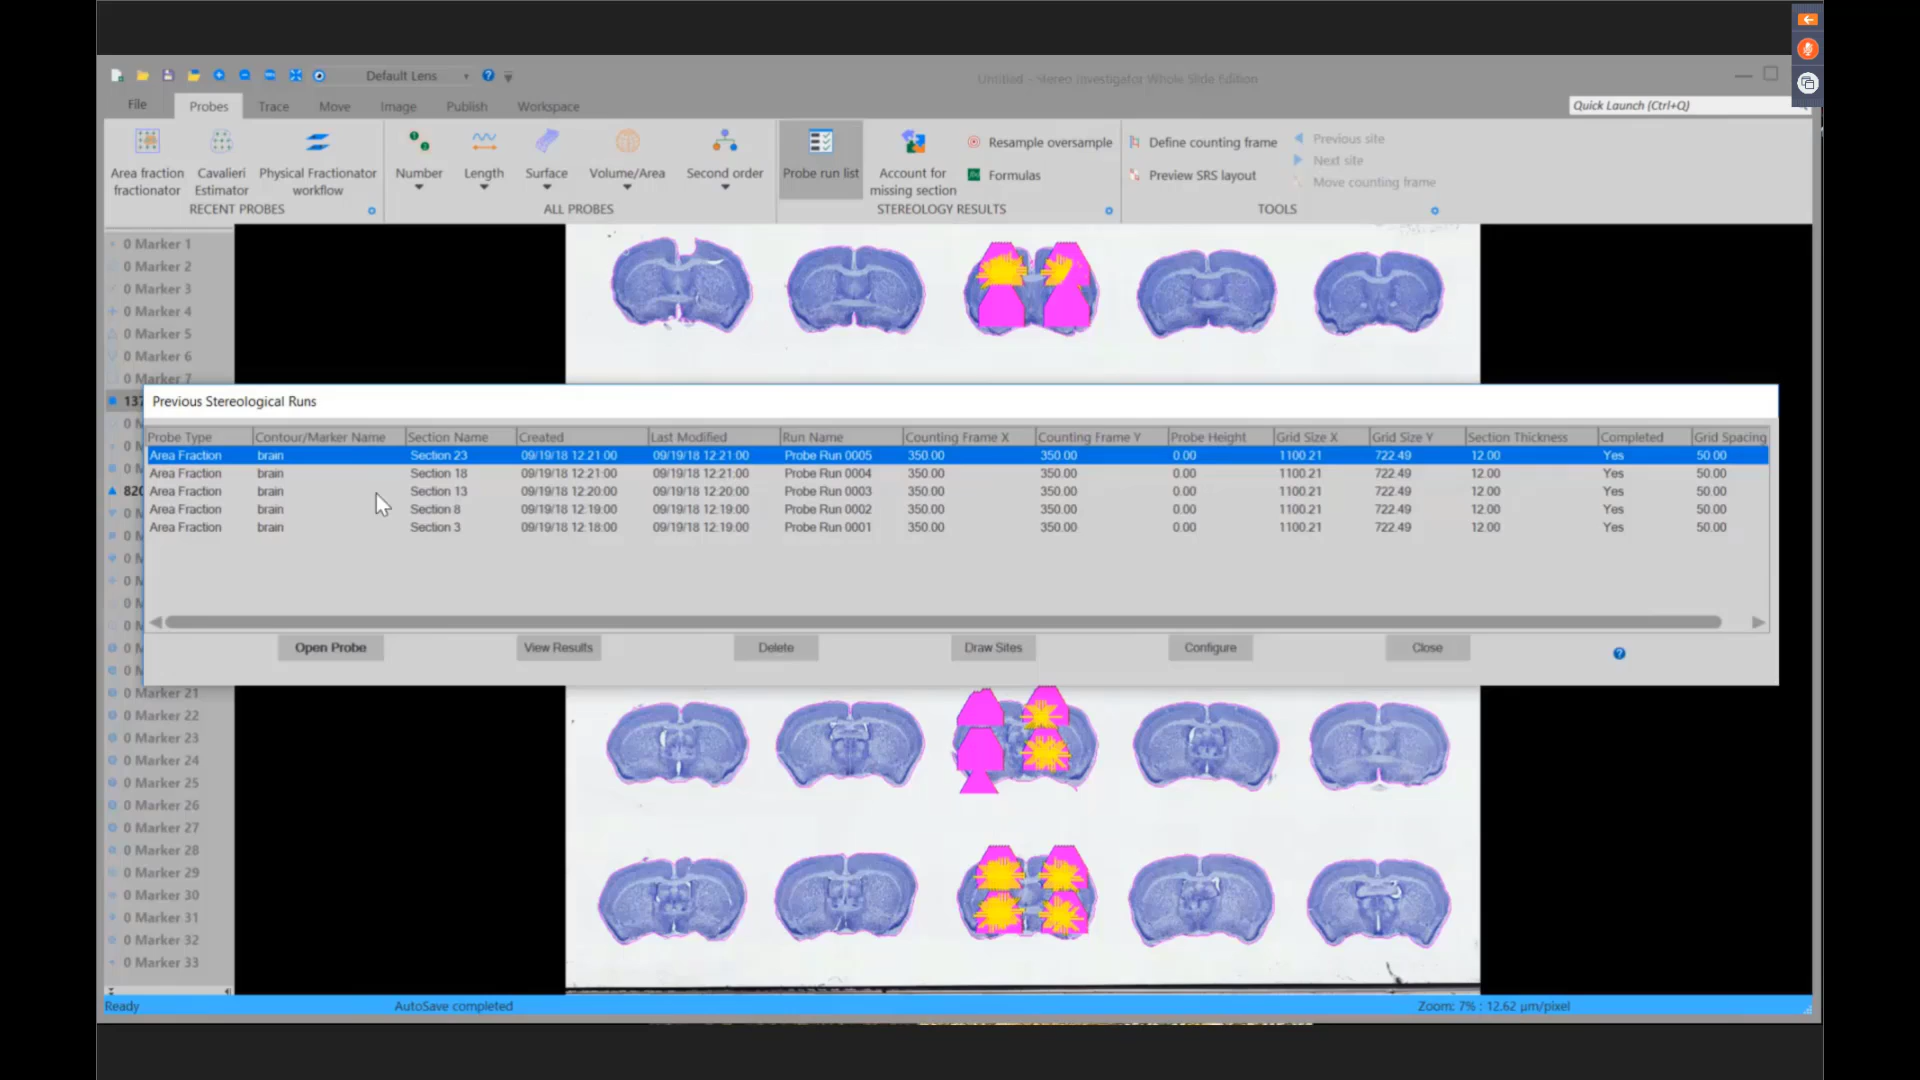 Default Lens
Untitled - Stereo Investigator Whole Slide Edition
File Probes Trace Move Image Publish Workspace
Quick Launch (Ctrl+Q)
Area fraction fractionator
Cavalieri Estimator
Physical Fractionator workflow
RECENT PROBES
Number Length Surface Volume/Area Second order
ALL PROBES
Probe run list
Account for missing section
Resample oversample
Formulas
STEREOLOGY RESULTS
Define counting frame
Preview SRS layout
Previous site
Next site
Move counting frame
TOOLS
0 Marker 1
0 Marker 2
0 Marker 3
0 Marker 4
0 Marker 5
0 Marker 6
0 Marker 7
Previous Stereological Runs
Probe Type Contour/Marker Name Section Name Created Last Modified Run Name Counting Frame X Counting Frame Y Probe Height Grid Size X Grid Size Y Section Thickness Completed Grid Spacing
Area Fraction brain Section 23 09/19/18 12:21:00 09/19/18 12:21:00 Probe Run 0005 350.00 350.00 0.00 1100.21 722.49 12.00 Yes 50.00
Area Fraction brain Section 18 09/19/18 12:21:00 09/19/18 12:21:00 Probe Run 0004 350.00 350.00 0.00 1100.21 722.49 12.00 Yes 50.00
Area Fraction brain Section 13 09/19/18 12:20:00 09/19/18 12:20:00 Probe Run 0003 350.00 350.00 0.00 1100.21 722.49 12.00 Yes 50.00
Area Fraction brain Section 8 09/19/18 12:19:00 09/19/18 12:19:00 Probe Run 0002 350.00 350.00 0.00 1100.21 722.49 12.00 Yes 50.00
Area Fraction brain Section 3 09/19/18 12:18:00 09/19/18 12:19:00 Probe Run 0001 350.00 350.00 0.00 1100.21 722.49 12.00 Yes 50.00
Open Probe View Results Delete Draw Sites Configure Close
0 Marker 21
0 Marker 22
0 Marker 23
0 Marker 24
0 Marker 25
0 Marker 26
0 Marker 27
0 Marker 28
0 Marker 29
0 Marker 30
0 Marker 31
0 Marker 32
0 Marker 33
Ready AutoSave completed Zoom: 7% : 12.62 µm/pixel